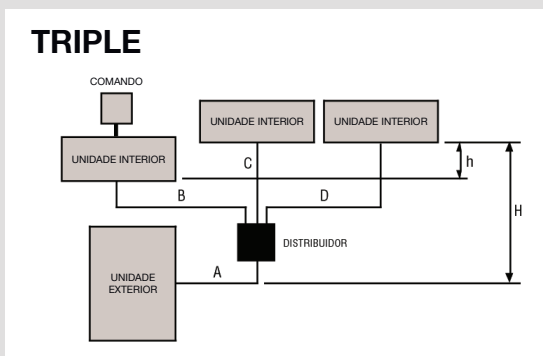 TRIPLE
COMANDO
UNIDADE INTERIOR
UNIDADE INTERIOR
UNIDADE INTERIOR
C
h
B
D
H
DISTRIBUIDOR
A
UNIDADE
EXTERIOR